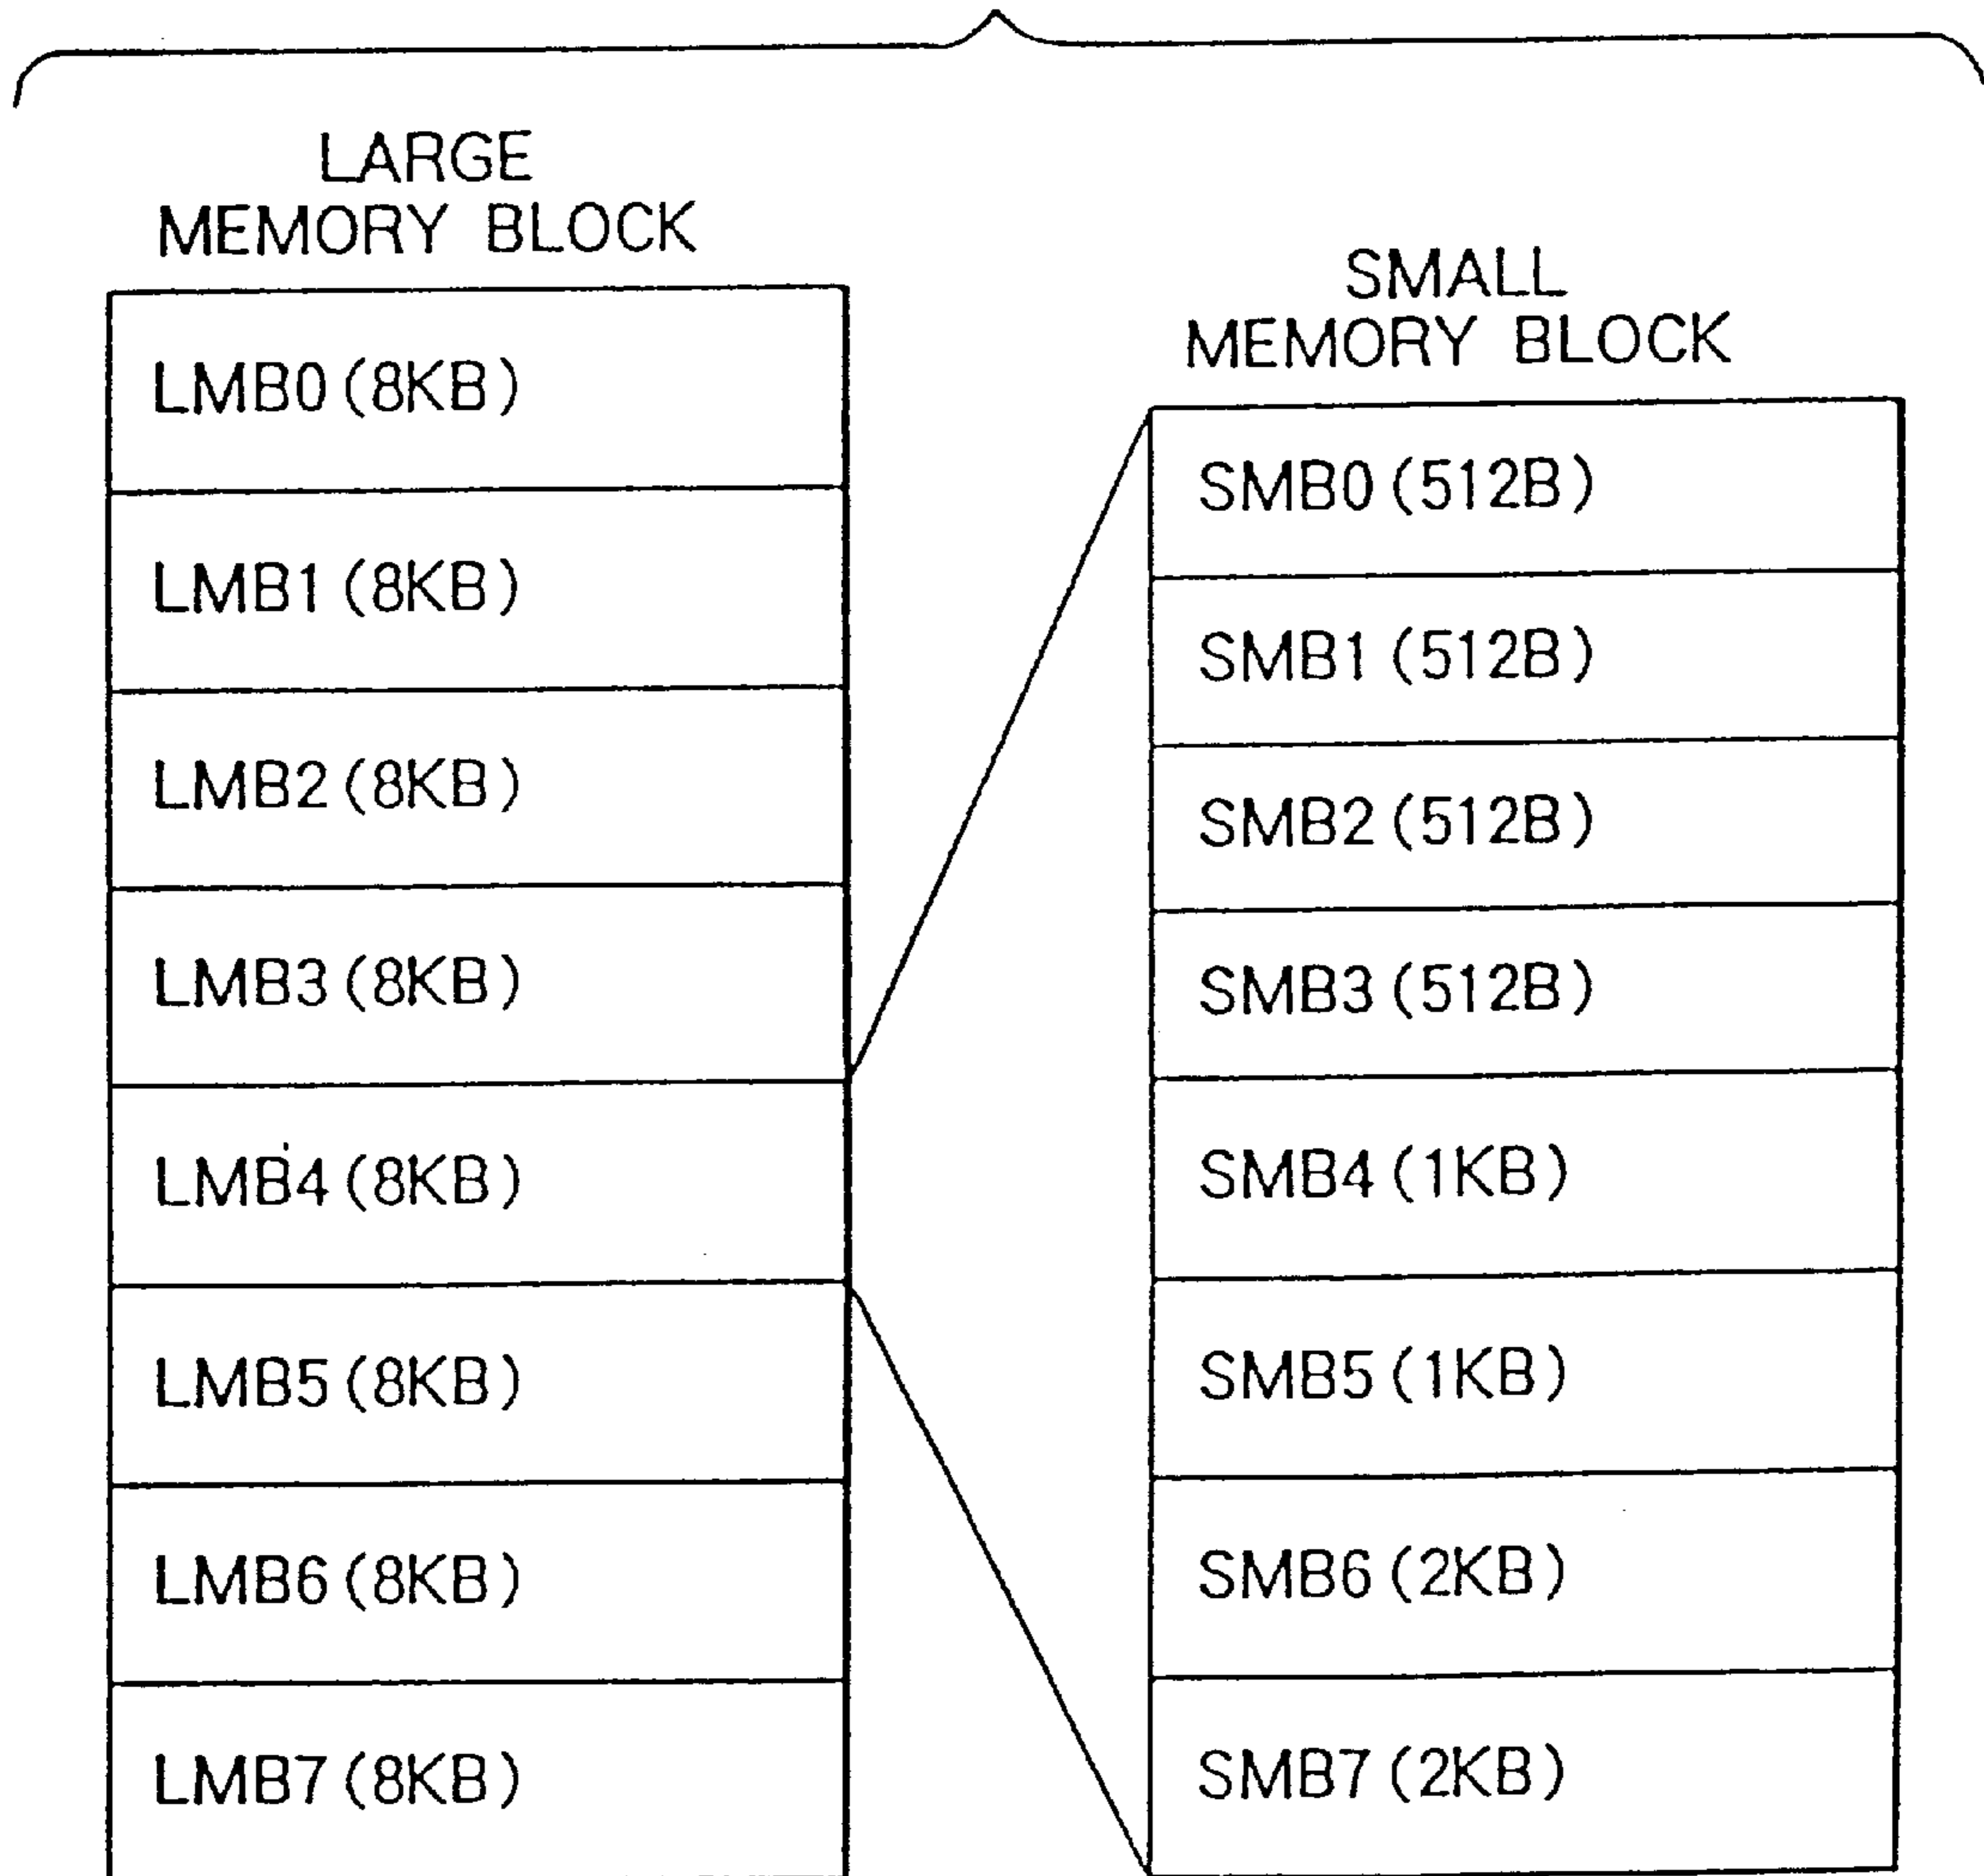 LARGE
MEMORY BLOCK
LMB0(8KB)
LMB1(8KB)
LMB2(8KB)
LMB3(8KB)
LMB4(8KB)
LMB5(8KB)
LMB6(8KB)
LMB7(8KB)
SMALL
MEMORY BLOCK
SMB0(512B)
SMB1(512B)
SMB2(512B)
SMB3(512B)
SMB4(1KB)
SMB5(1KB)
SMB6(2KB)
SMB7(2KB)